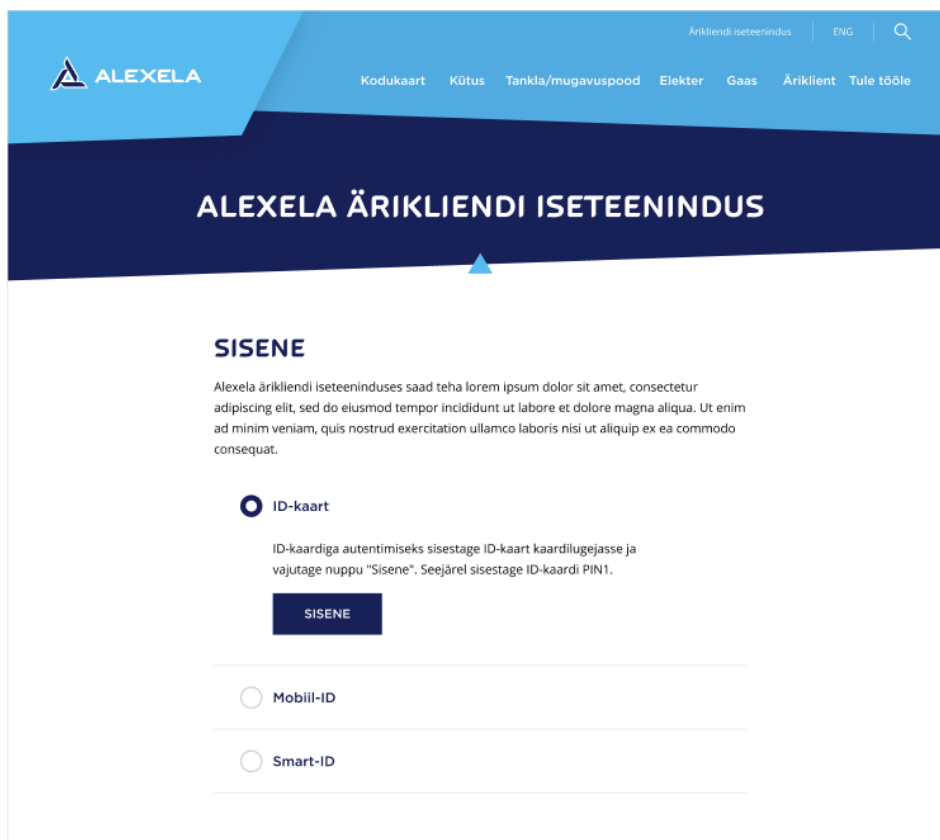 Ärikliendi iseteenindus ENG
ALEXELA
Kodukaart Kütus Tankla/mugavuspood Elekter Gaas Äriklient Tule tööle
ALEXELA ÄRIKLIENDI ISETEENINDUS
SISENE
Alexela ärikliendi iseteeninduses saad teha lorem ipsum dolor sit amet, consectetur
adipiscing elit, sed do eiusmod tempor incididunt ut labore et dolore magna aliqua. Ut enim
ad minim veniam, quis nostrud exercitation ullamco laboris nisi ut aliquip ex ea commodo
consequat.
ID-kaart
ID-kaardiga autentimiseks sisestage ID-kaart kaardilugejasse ja
vajutage nuppu "Sisene". Seejärel sisestage ID-kaardi PIN1.
SISENE
Mobiil-ID
Smart-ID